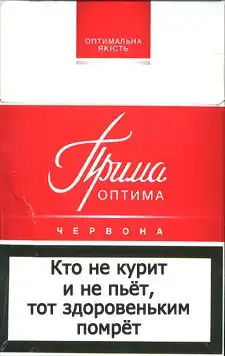 ОПТИМАЛЬНА
ЯКІСТЬ
Прима
ОПТИМА
ЧЕРВОНА
Кто не курит
и не пьёт,
тот здоровеньким
помрёт